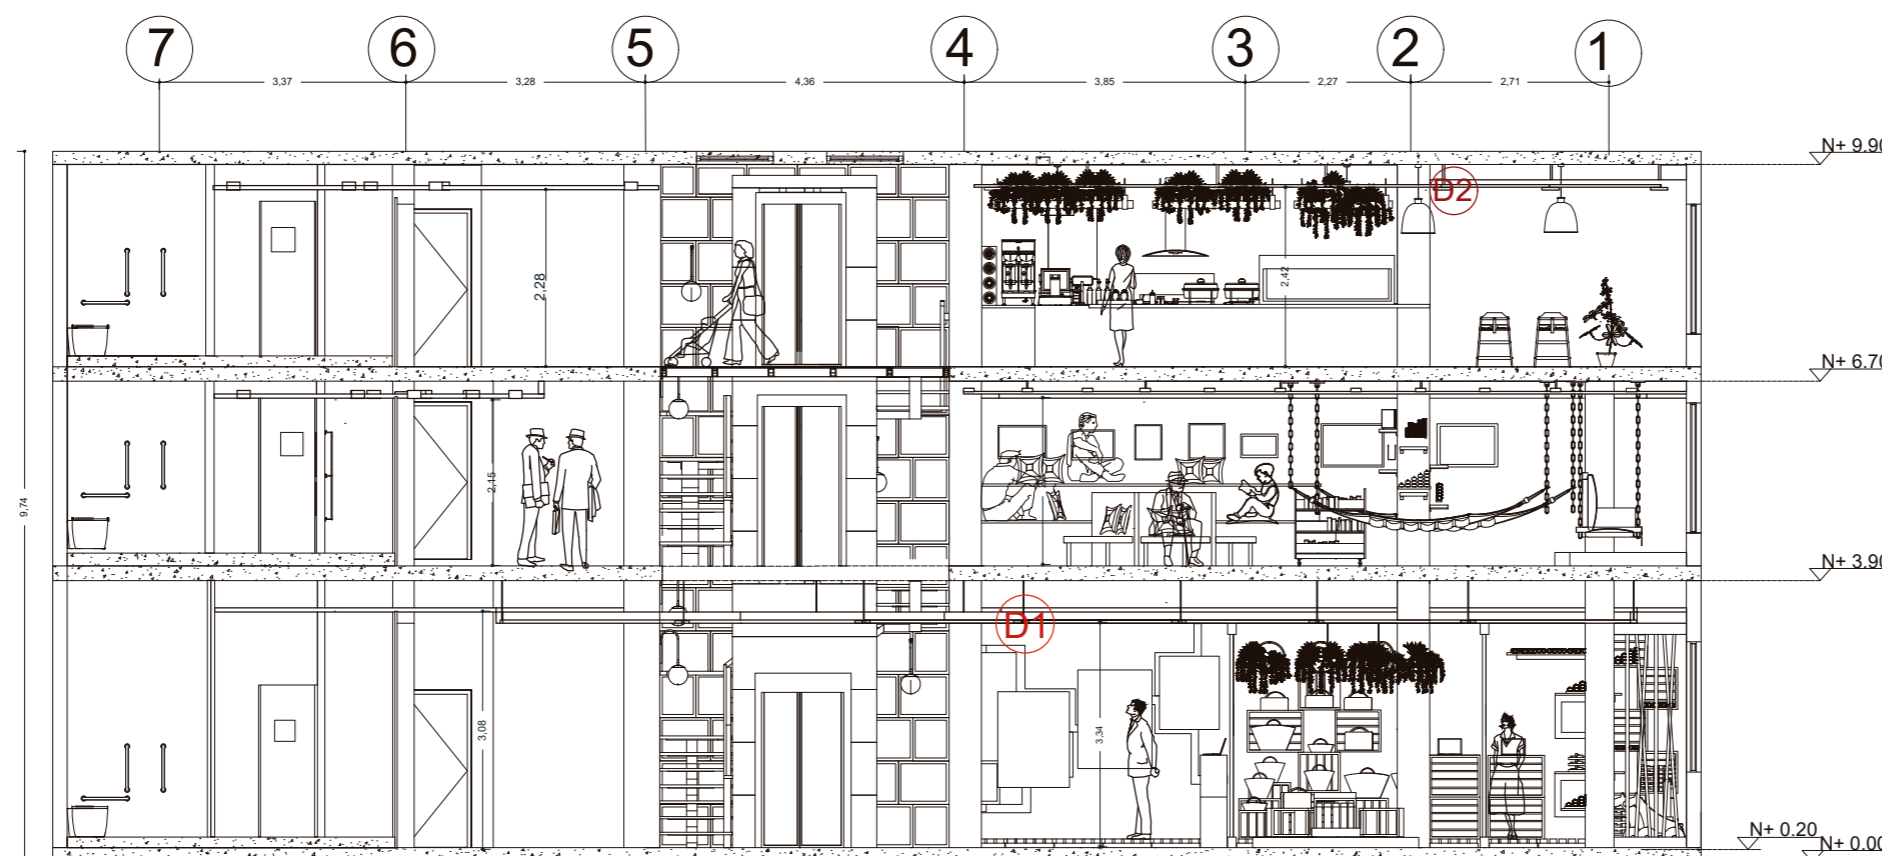 7 6 5 4 3 2 1
3,37 3,28 4,36 3,85 2,27 2,71
N+ 9.90
D2
2,28
2,42
N+ 6.70
2,15
9,74
N+ 3.90
D1
3,08
3,34
N+ 0.20
N+ 0.00